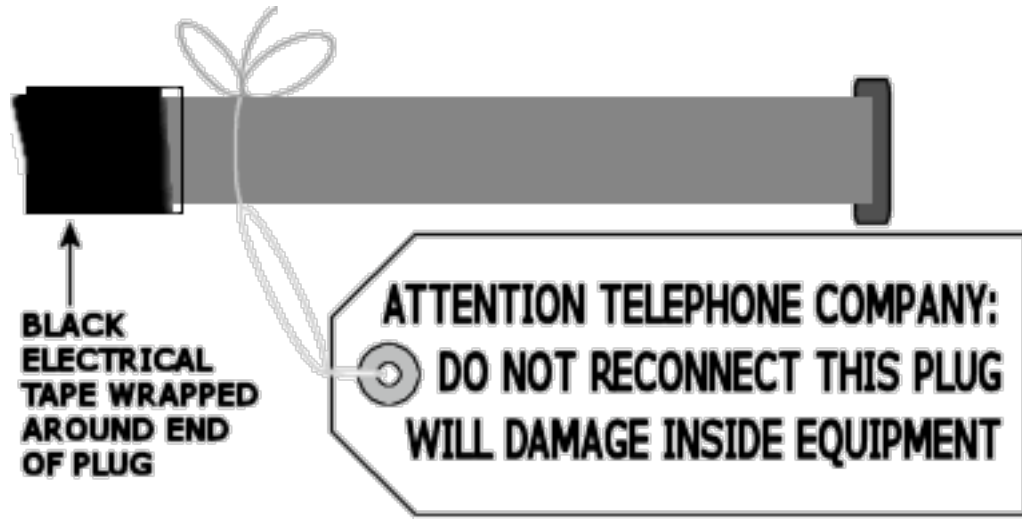 ATTENTION TELEPHONE COMPANY:
DO NOT RECONNECT THIS PLUG
WILL DAMAGE INSIDE EQUIPMENT
BLACK
ELECTRICAL
TAPE WRAPPED
AROUND END
OF PLUG